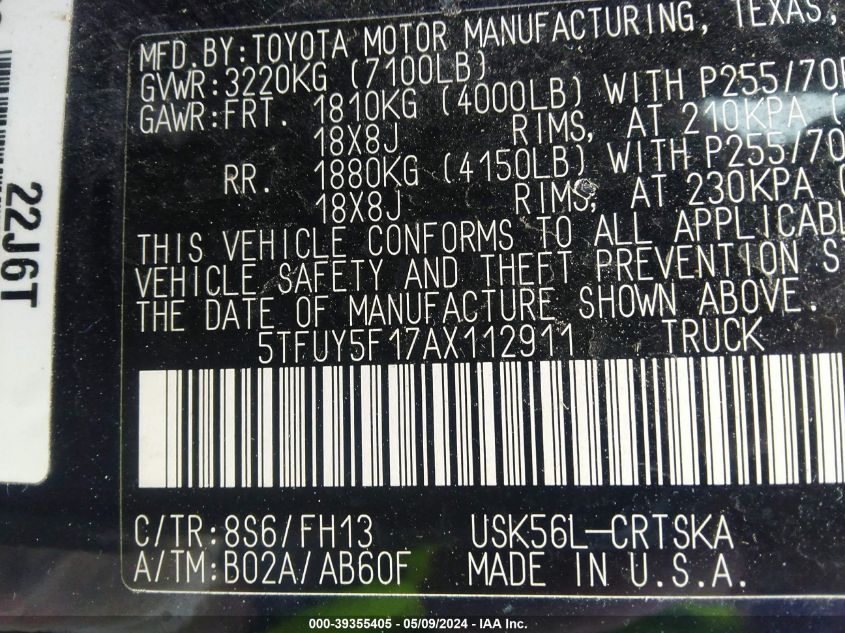 MFD.BY:TOYOTA MOTOR MANUFACTURING, TEXAS,
GVWR:3220KG (7100LB)
GAWR:FRT. 1810KG (4000LB) WITH P255/70
18X8J RIMS, AT 210KPA (
RR. 1880KG (4150LB) WITH P255/70
18X8J RIMS, AT 230KPA
THIS VEHICLE CONFORMS TO ALL APPLICABLE
VEHICLE SAFETY AND THEFT PREVENTION S
THE DATE OF MANUFACTURE SHOWN ABOVE.
5TFUY5F17AX112911 TRUCK
C/TR:8S6/FH13 USK56L-CRTSKA
A/TM:B02A/AB60F MADE IN U.S.A.
22J6T
000-39355405 - 05/09/2024 - IAA Inc.